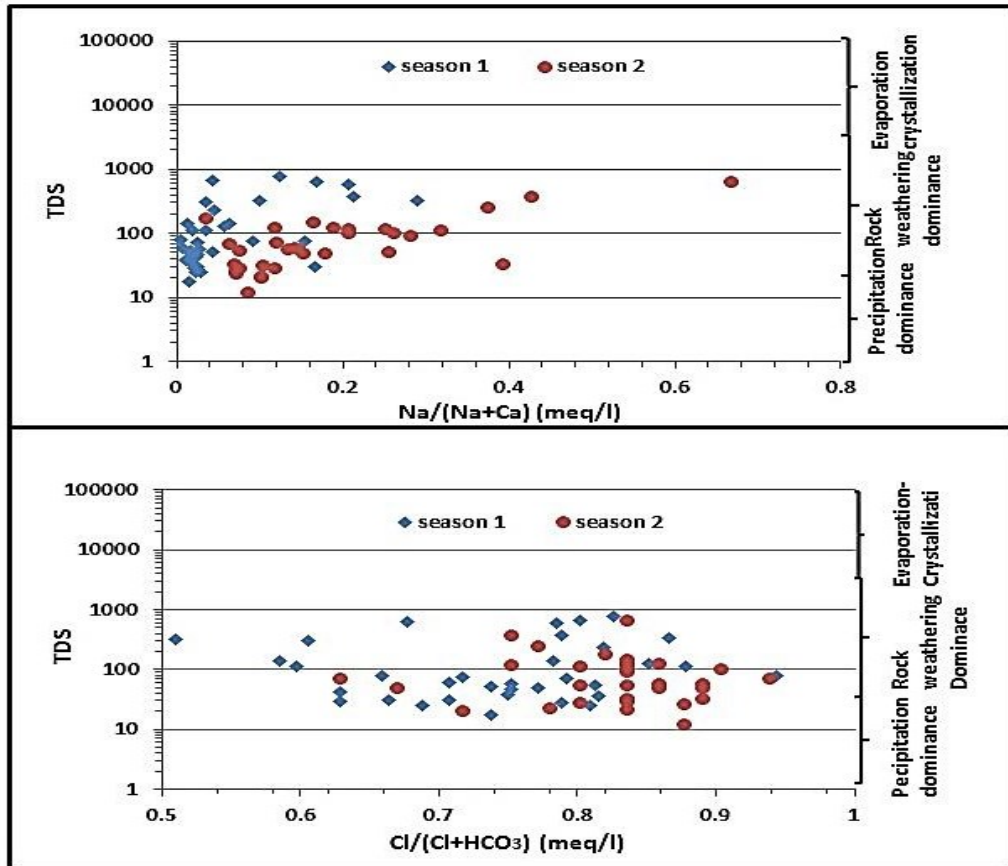 100000
10000
1000
100
10
1
TDS
season 1
season 2
0
0.2
0.4
0.6
0.8
Na/(Na+Ca) (meq/l)
Evaporation
crystallization
Rock
weathering
dominance
Precipitation
dominance
100000
10000
1000
100
10
1
TDS
season 1
season 2
0.5
0.6
0.7
0.8
0.9
1
Cl/(Cl+HCO₃) (meq/l)
Evaporation-
Crystallizati
Rock
weathering
Dominace
Pecipitation
dominance